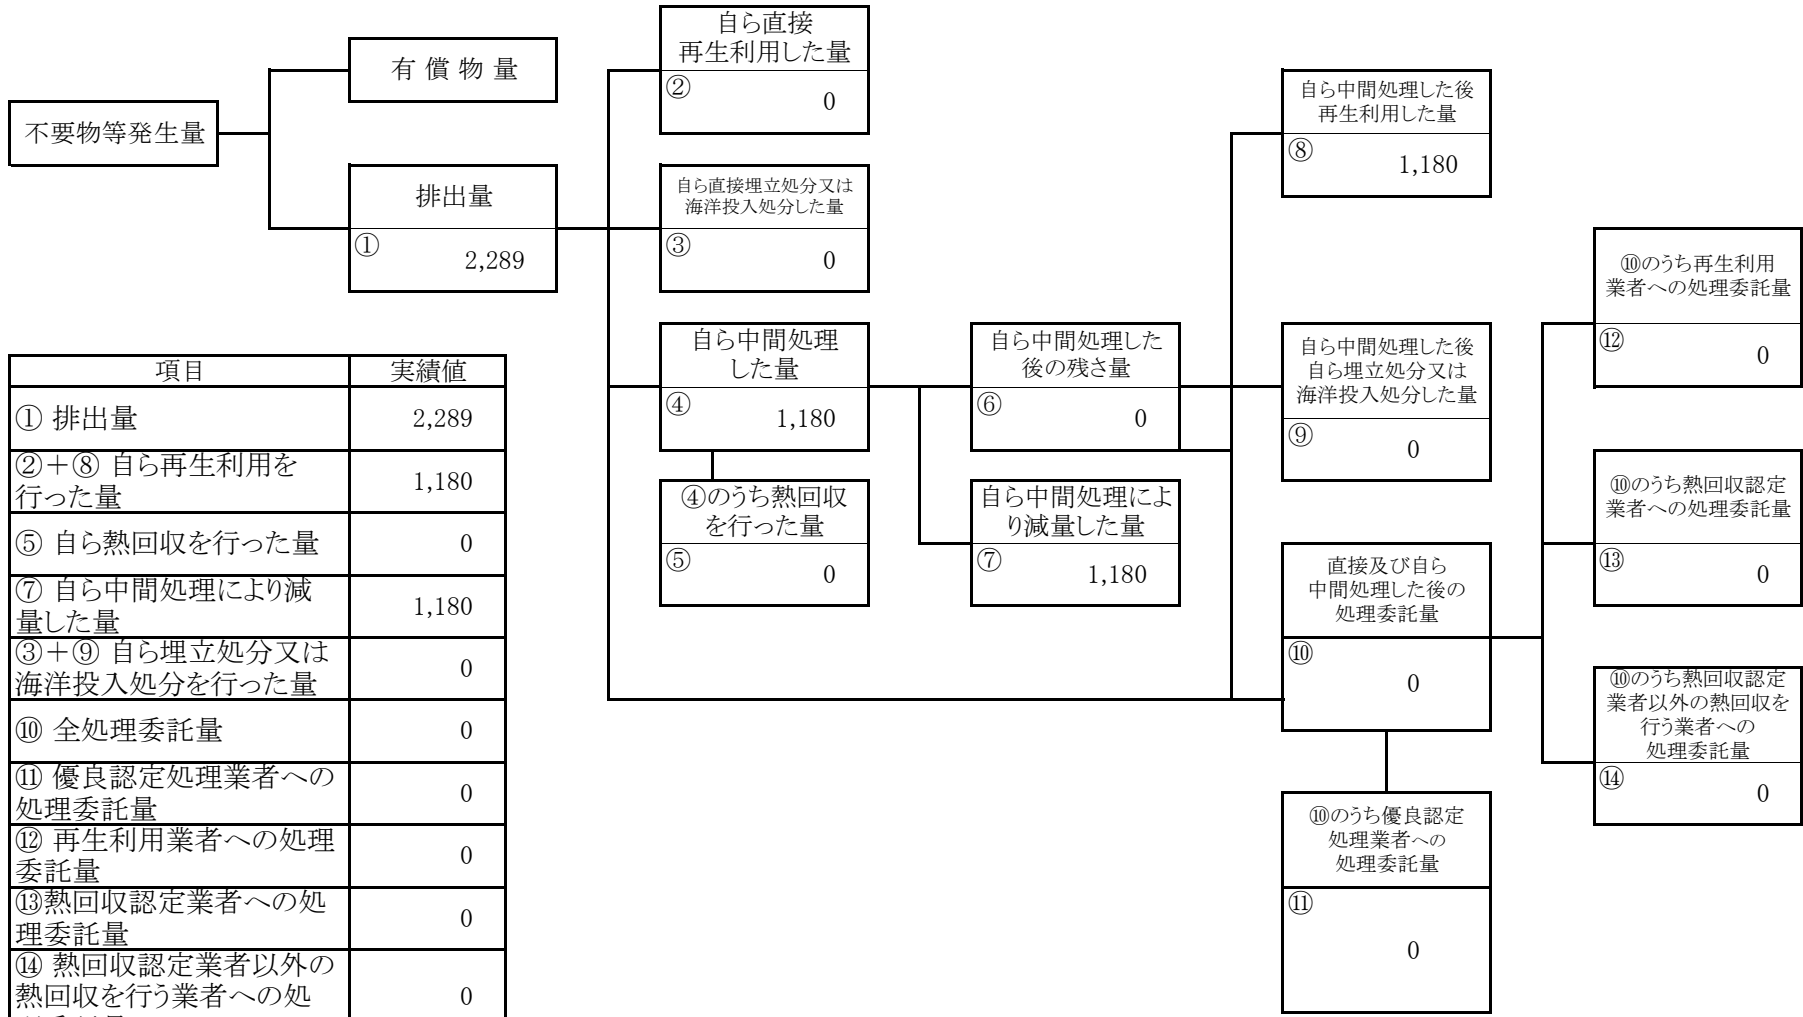 不要物等発生量
有 償 物 量
排出量
①
2,289
自ら直接
再生利用した量
②
0
自ら直接埋立処分又は
海洋投入処分した量
③
0
自ら中間処理
した量
④
1,180
④のうち熱回収
を行った量
⑤
0
自ら中間処理した
後の残さ量
⑥
0
自ら中間処理によ
り減量した量
⑦
1,180
自ら中間処理した後
再生利用した量
⑧
1,180
自ら中間処理した後
自ら埋立処分又は
海洋投入処分した量
⑨
0
直接及び自ら
中間処理した後の
処理委託量
⑩
0
⑩のうち優良認定
処理業者への
処理委託量
⑪
0
⑩のうち再生利用
業者への処理委託量
⑫
0
⑩のうち熱回収認定
業者への処理委託量
⑬
0
⑩のうち熱回収認定
業者以外の熱回収を
行う業者への
処理委託量
⑭
0
項目 実績値
① 排出量 2,289
②＋⑧ 自ら再生利用を
行った量 1,180
⑤ 自ら熱回収を行った量 0
⑦ 自ら中間処理により減
量した量 1,180
③＋⑨ 自ら埋立処分又は
海洋投入処分を行った量 0
⑩ 全処理委託量 0
⑪ 優良認定処理業者への
処理委託量 0
⑫ 再生利用業者への処理
委託量 0
⑬熱回収認定業者への処
理委託量 0
⑭ 熱回収認定業者以外の
熱回収を行う業者への処 0